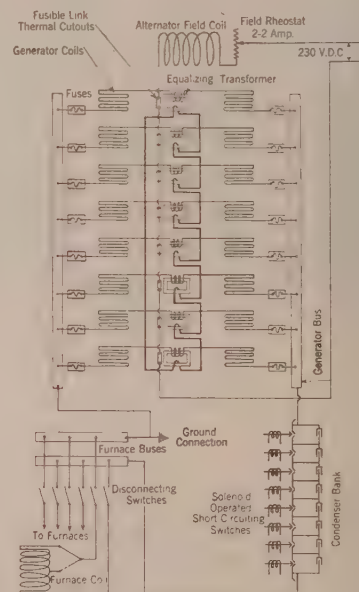 Fusible Link
Thermal Cutouts
Generator Coils
Alternator Field Coil
Field Rheostat
2-2 Amp.
230 V.D.C
Equalizing Transformer
Fuses
Generator Bus
Ground
Connection
Furnace Buses
Disconnecting
Switches
To Furnaces
Furnace Coil
Solenoid
Operated
Short Circuiting
Switches
Condenser Bank